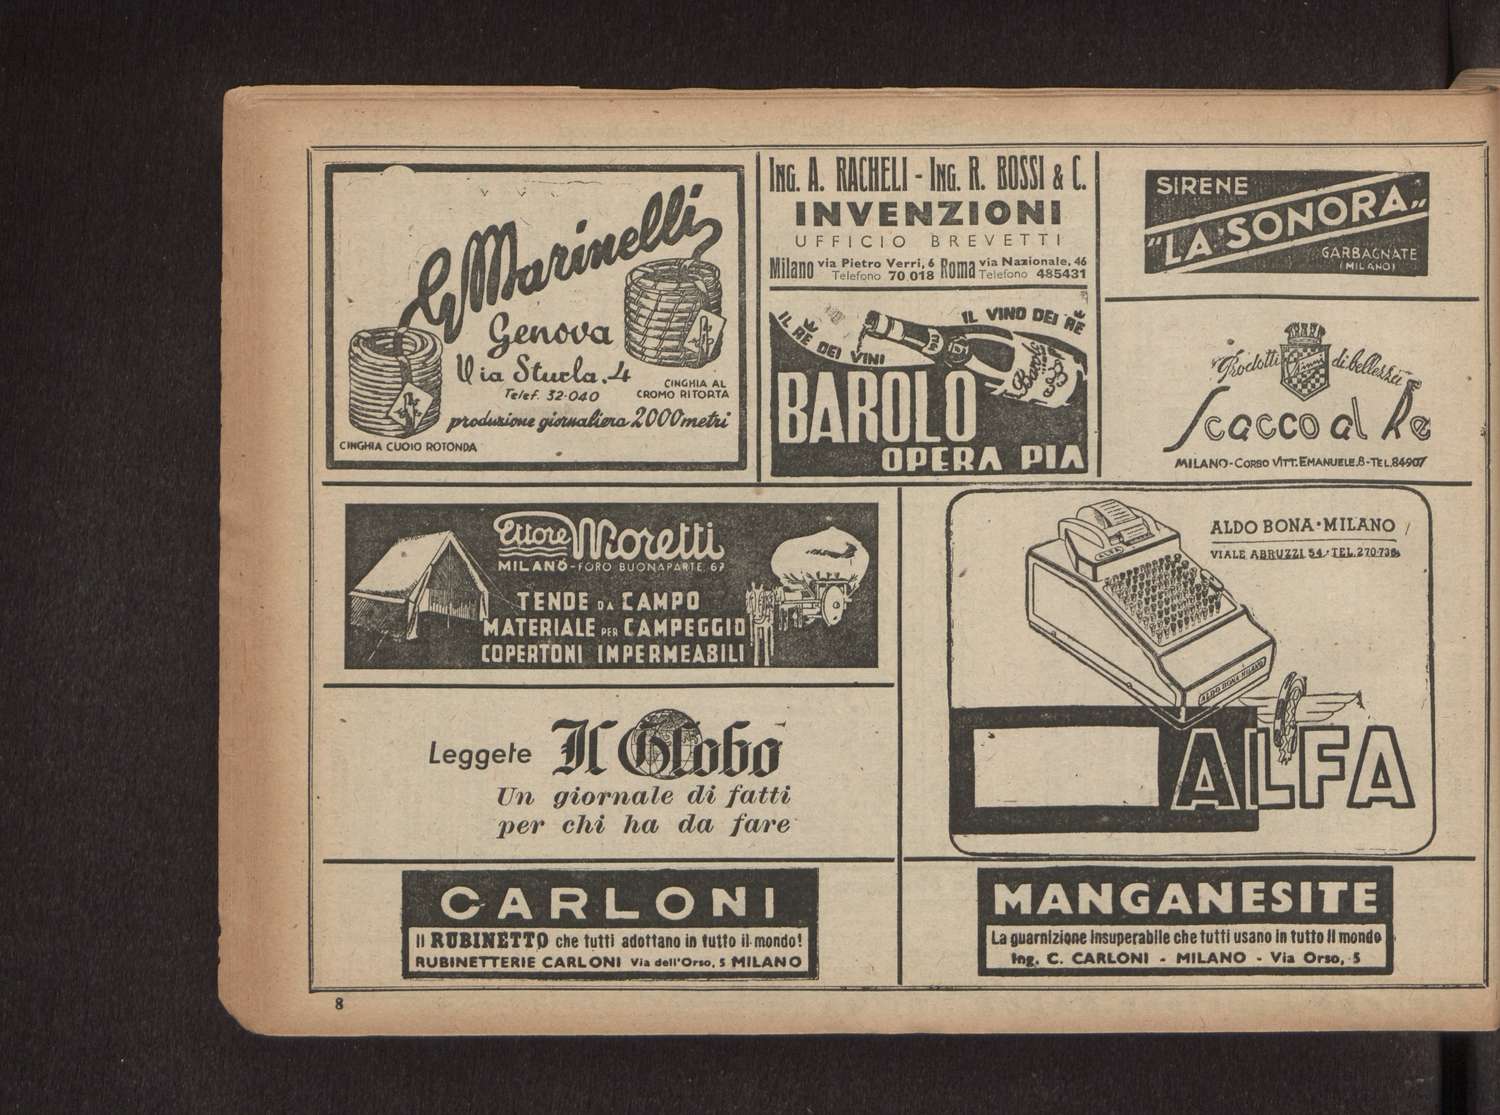 G. Marinelli
Genova
Via Sturla. 4
Telef. 32-040
CINGHIA AL
CROMO RITORTA
produzione giornaliera 2000 metri
CINGHIA CUOIO ROTONDA
ING. A. RACHELI - ING. R. BOSSI & C.
INVENZIONI
UFFICIO BREVETTI
Milano via Pietro Verri, 6 Telefono 70.018 Roma via Nazionale, 46 Telefono 485431
IL RE DEI VINI
IL VINO DEI RE
Barolo
BAROLO
OPERA PIA
SIRENE
"LA SONORA"
GARBAGNATE
(MILANO)
Prodotti di bellezza
Scacco al Re
MILANO-CORSO VITT. EMANUELE.8-TEL.84907
Ettore Moretti
MILANO-FORO BUONAPARTE, 67
TENDE DA CAMPO
MATERIALE PER CAMPEGGIO
COPERTONI IMPERMEABILI
ALDO BONA·MILANO
VIALE ABRUZZI 54-TEL.270-738
ALFA
ALDO BONA-MILANO
ALFA
Leggete Il Globo
Un giornale di fatti
per chi ha da fare
CARLONI
Il RUBINETTO che tutti adottano in tutto il mondo!
RUBINETTERIE CARLONI Via dell'Orso, 5 MILANO
MANGANESITE
La guarnizione insuperabile che tutti usano in tutto il mondo
Ing. C. CARLONI - MILANO - Via Orso, 5
8